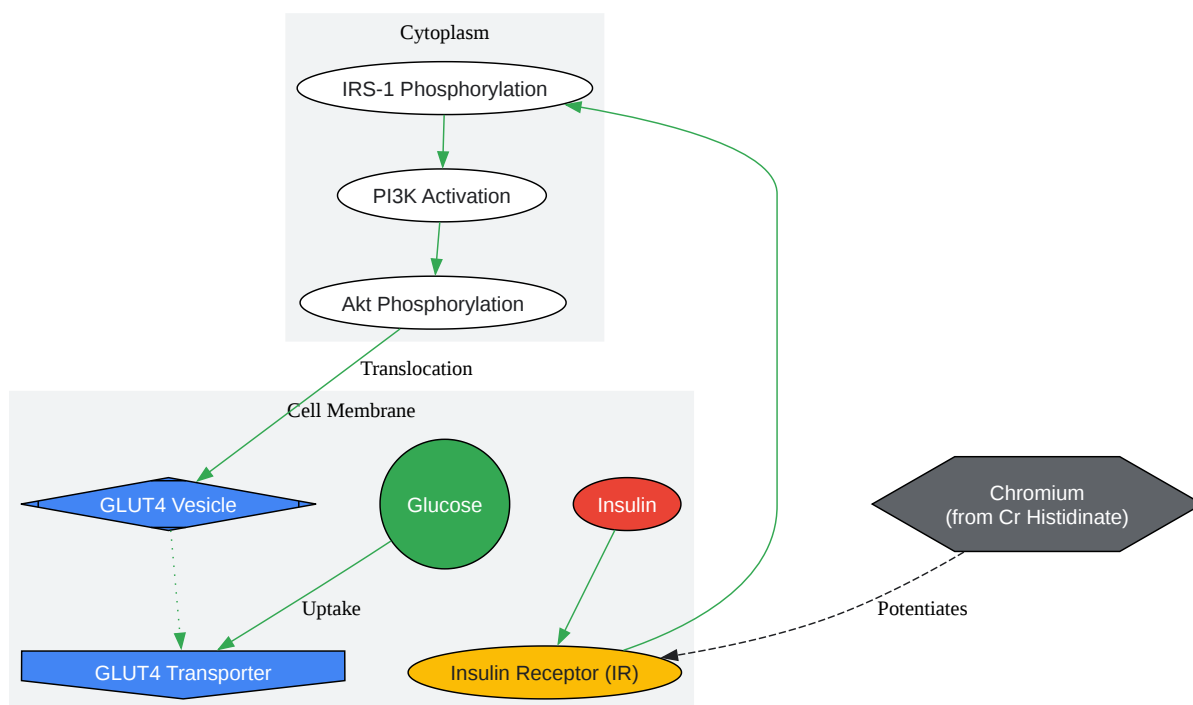 Cytoplasm
IRS-1 Phosphorylation
PI3K Activation
Akt Phosphorylation
Translocation
Cell Membrane
GLUT4 Vesicle
Glucose
Insulin
Chromium
(from Cr Histidinate)
Uptake
Potentiates
GLUT4 Transporter
Insulin Receptor (IR)